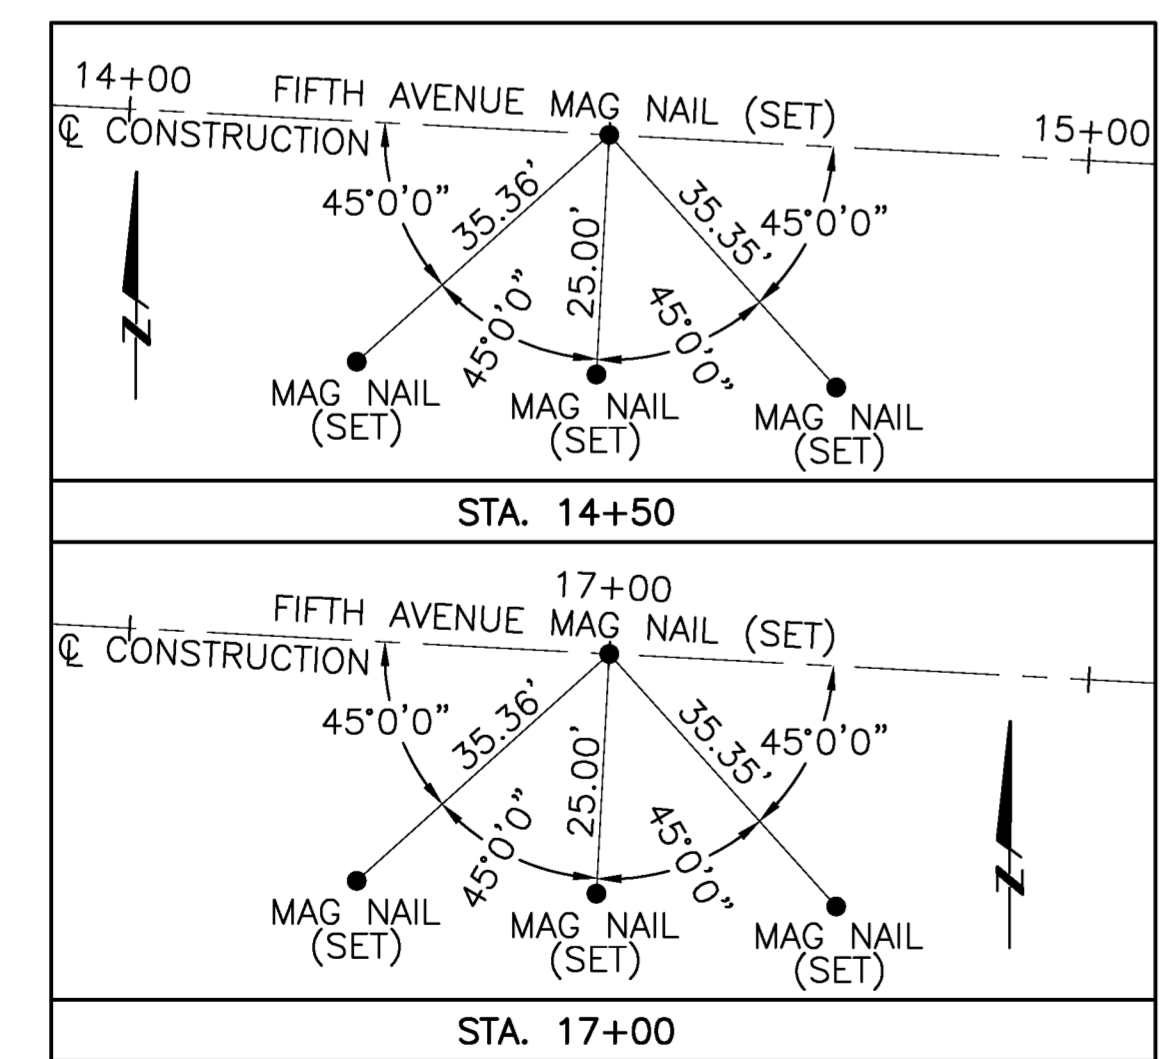 14+00
FIFTH AVENUE MAG NAIL (SET)
15+00
℄ CONSTRUCTION
45°0'0"
35.36'
25.00'
35.35'
45°0'0"
45°0'0"
45°0'0"
N
MAG NAIL
(SET)
MAG NAIL
(SET)
MAG NAIL
(SET)
STA. 14+50
17+00
FIFTH AVENUE MAG NAIL (SET)
℄ CONSTRUCTION
45°0'0"
35.36'
25.00'
35.35'
45°0'0"
45°0'0"
45°0'0"
N
MAG NAIL
(SET)
MAG NAIL
(SET)
MAG NAIL
(SET)
STA. 17+00